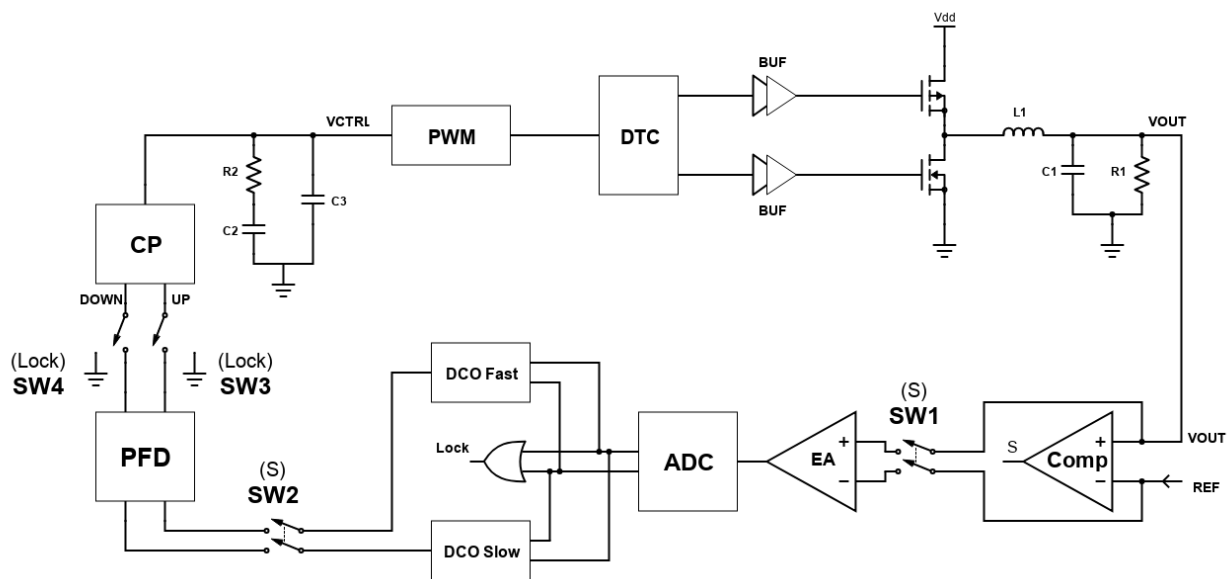 Vdd
BUF
L1
VOUT
VCTRL
PWM
DTC
R2
C3
C1
R1
BUF
C2
CP
DOWN
UP
(Lock)
SW4
(Lock)
SW3
DCO Fast
(S)
SW1
Lock
S
+
VOUT
PFD
ADC
+
EA
−
Comp
−
REF
(S)
SW2
DCO Slow